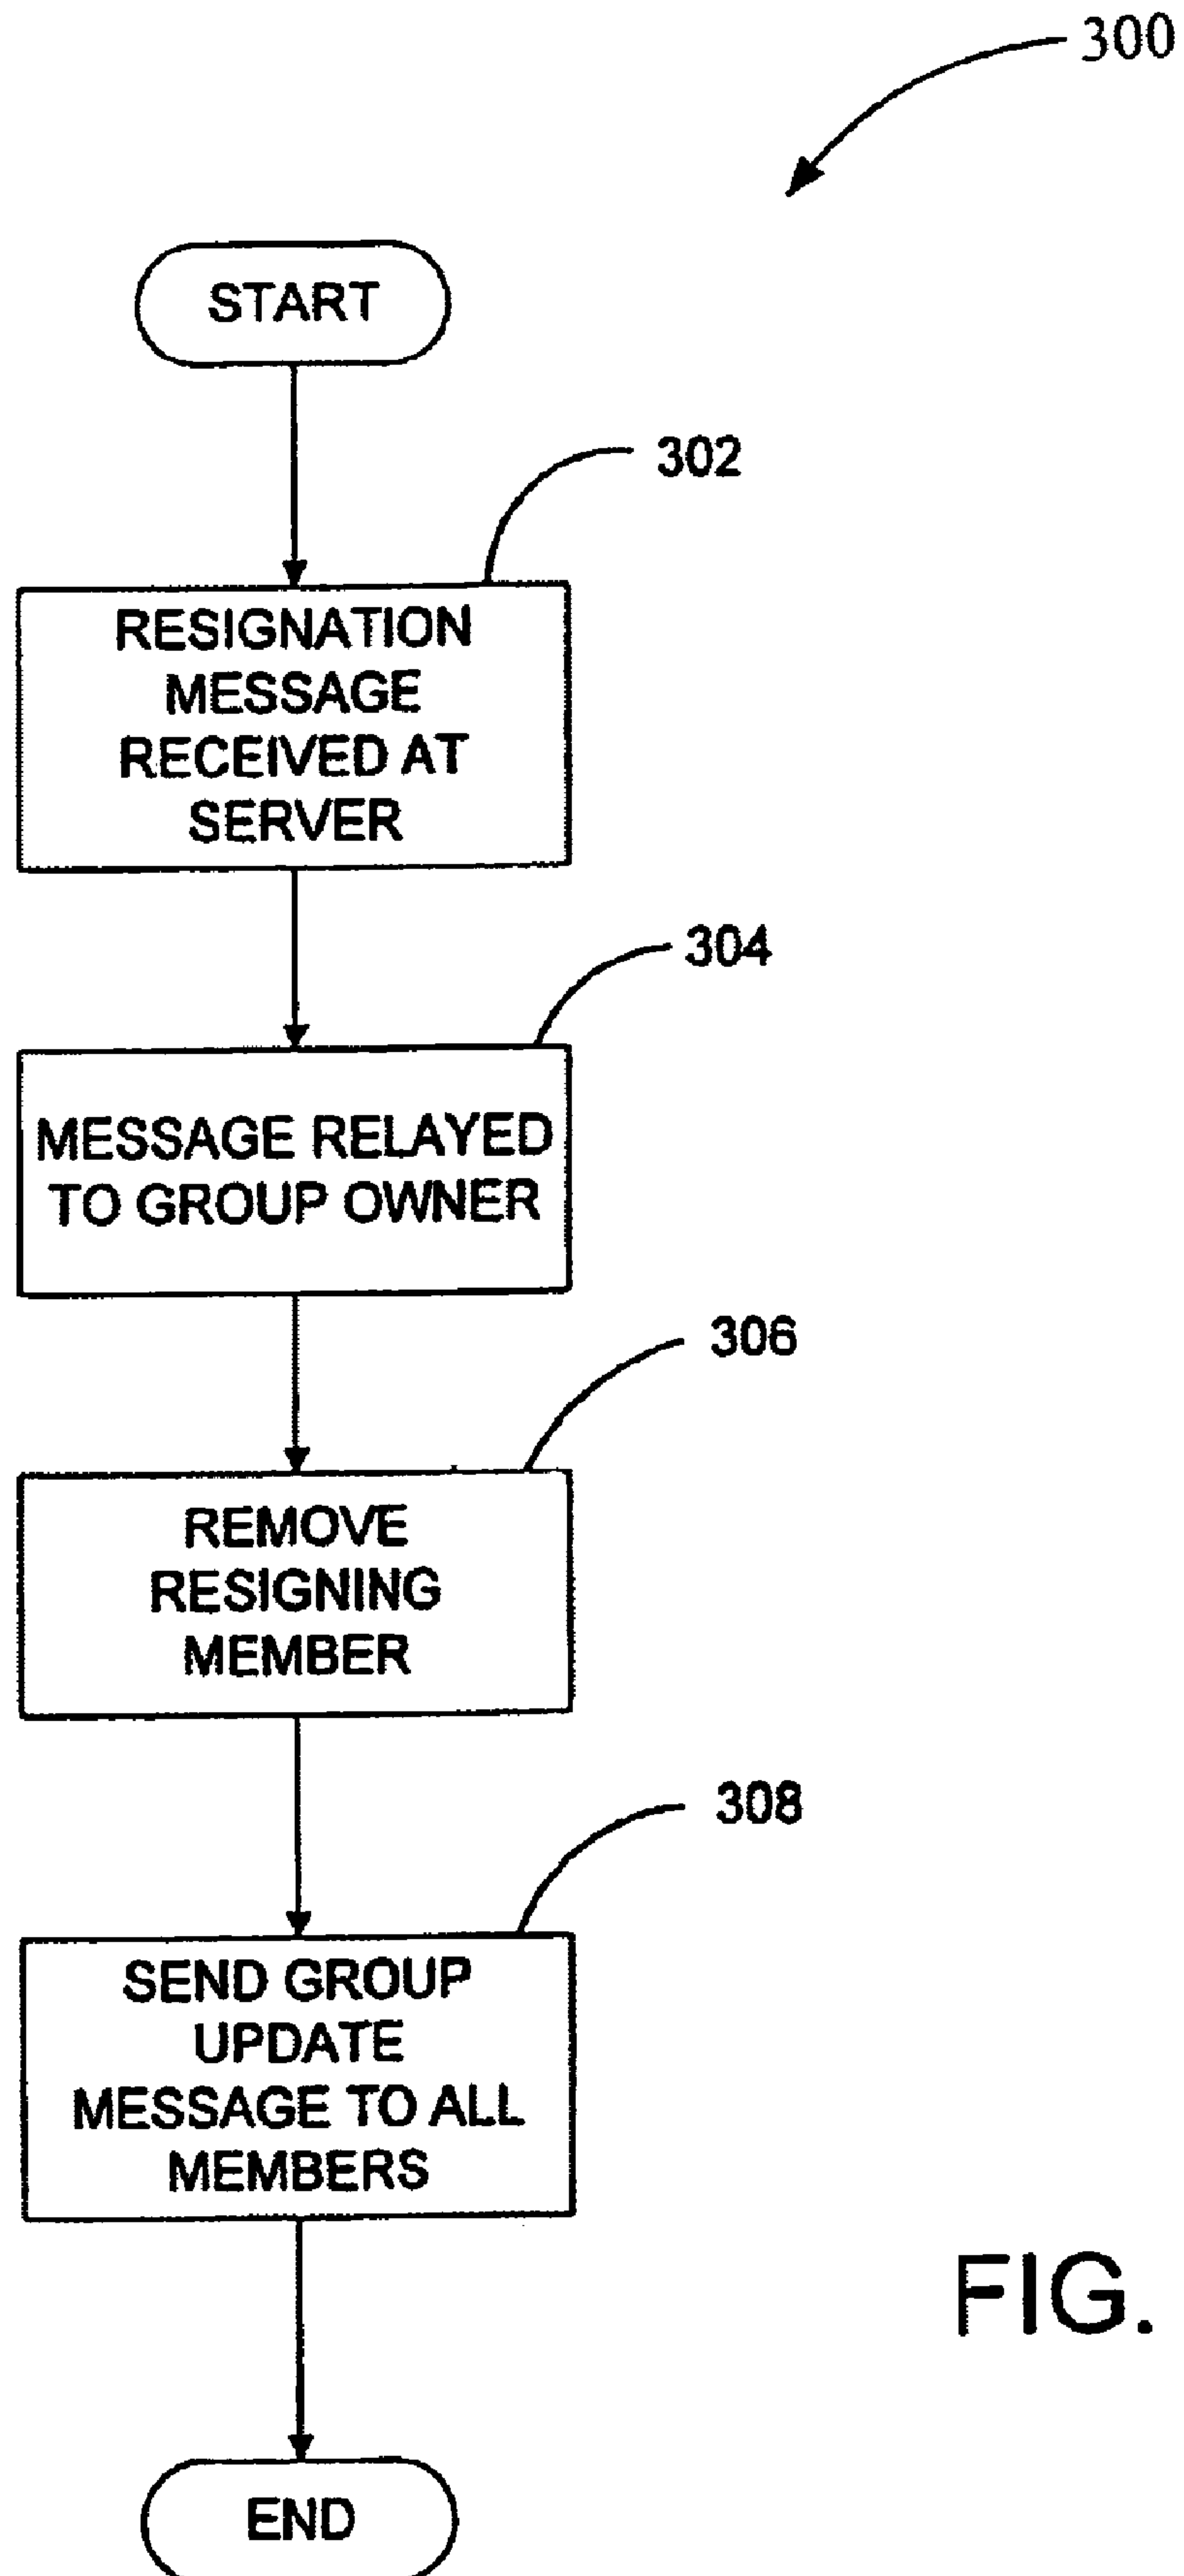 300
START
302
RESIGNATION
MESSAGE
RECEIVED AT
SERVER
304
MESSAGE RELAYED
TO GROUP OWNER
306
REMOVE
RESIGNING
MEMBER
308
SEND GROUP
UPDATE
MESSAGE TO ALL
MEMBERS
FIG.
END